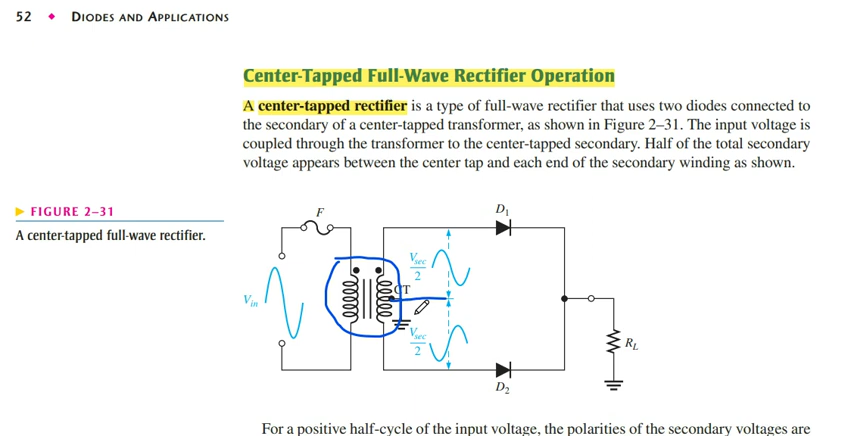 52 ◆ DIODES AND APPLICATIONS
Center-Tapped Full-Wave Rectifier Operation
A center-tapped rectifier is a type of full-wave rectifier that uses two diodes connected to
the secondary of a center-tapped transformer, as shown in Figure 2–31. The input voltage is
coupled through the transformer to the center-tapped secondary. Half of the total secondary
voltage appears between the center tap and each end of the secondary winding as shown.
▶ FIGURE 2–31
A center-tapped full-wave rectifier.
F
D1
Vsec
2
CT
Vin
Vsec
2
RL
D2
For a positive half-cycle of the input voltage, the polarities of the secondary voltages are